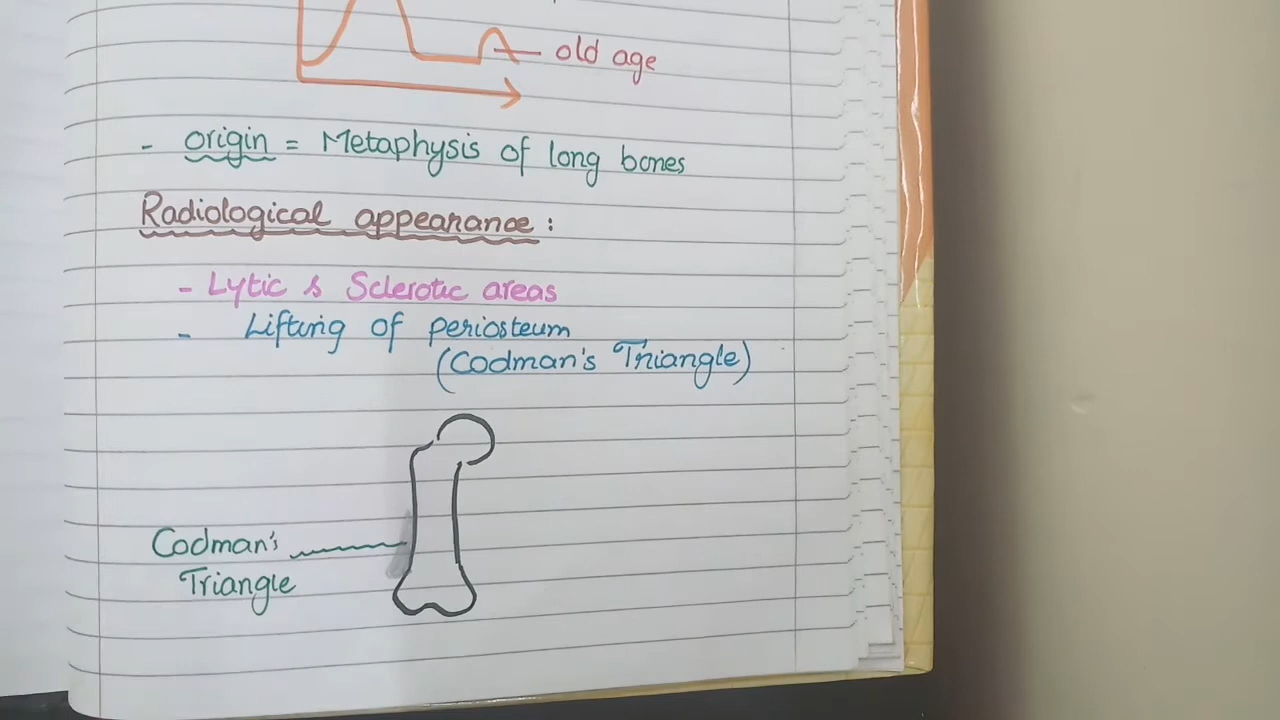 old age
- origin = Metaphysis of long bones
Radiological appearance :
- Lytic & Sclerotic areas
- Lifting of periosteum
(Codman's Triangle)
Codman's
Triangle